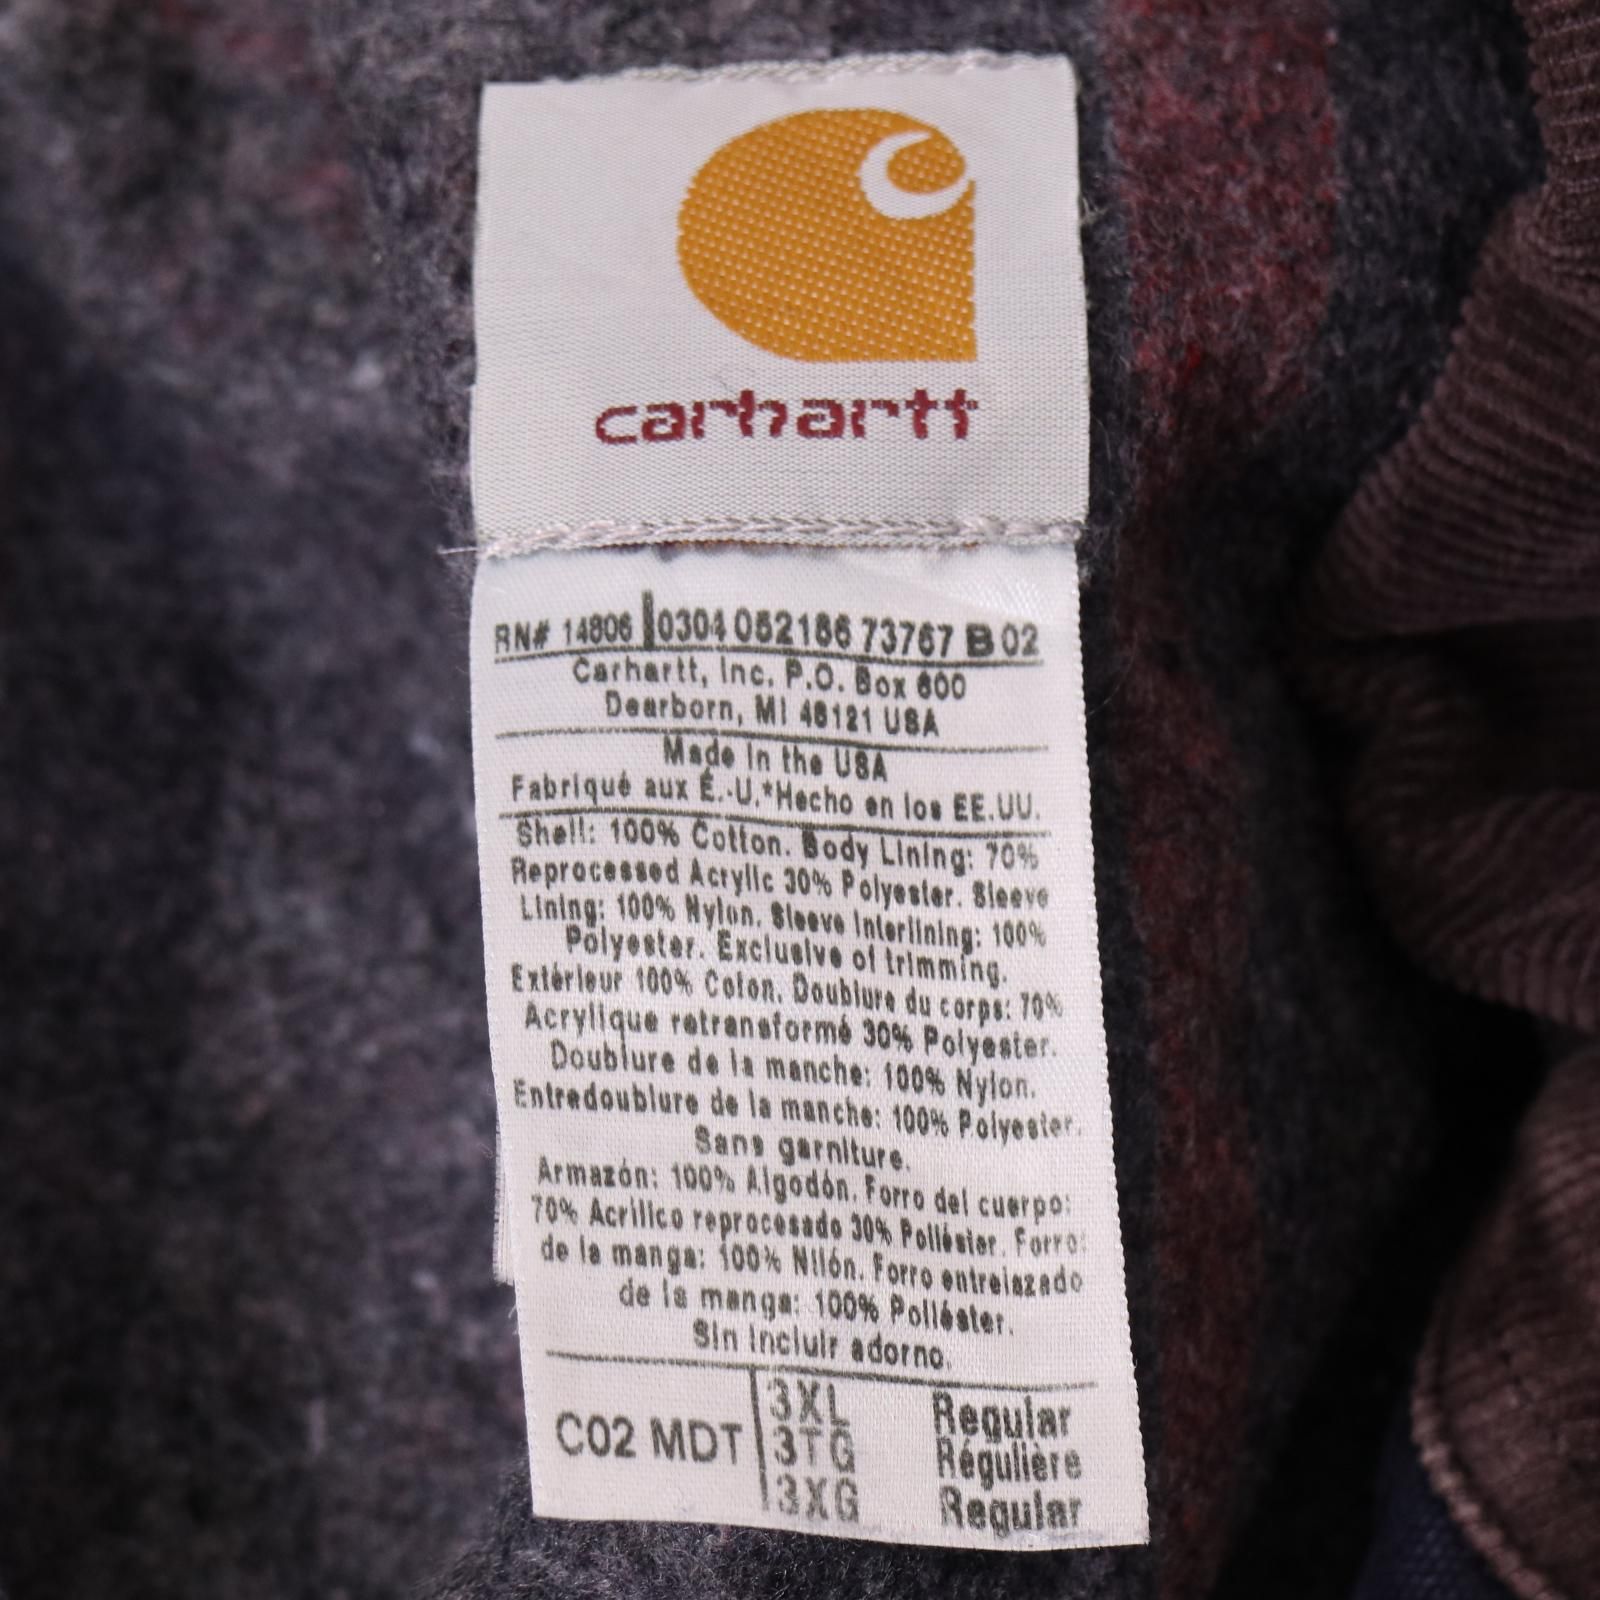 carhartt
RN# 14806 0304 052186 73767 B 02
Carhartt, Inc. P.O. Box 600
Dearborn, MI 48121 USA
Made in the USA
Fabriqué aux É.-U.*Hecho en los EE.UU.
Shell: 100% Cotton. Body Lining: 70%
Reprocessed Acrylic 30% Polyester. Sleeve
Lining: 100% Nylon. Sleeve Interlining: 100%
Polyester. Exclusive of trimming.
Extérieur 100% Coton. Doublure du corps: 70%
Acrylique retransformé 30% Polyester.
Doublure de la manche: 100% Nylon.
Entredoublure de la manche: 100% Polyester.
Sans garniture.
Armazón: 100% Algodón. Forro del cuerpo:
70% Acrílico reprocesado 30% Poliéster. Forro:
de la manga: 100% Nilón. Forro entrelazado
de la manga: 100% Poliéster.
Sin incluir adorno.
C02 MDT
3XL Regular
3TG Régulière
3XG Regular